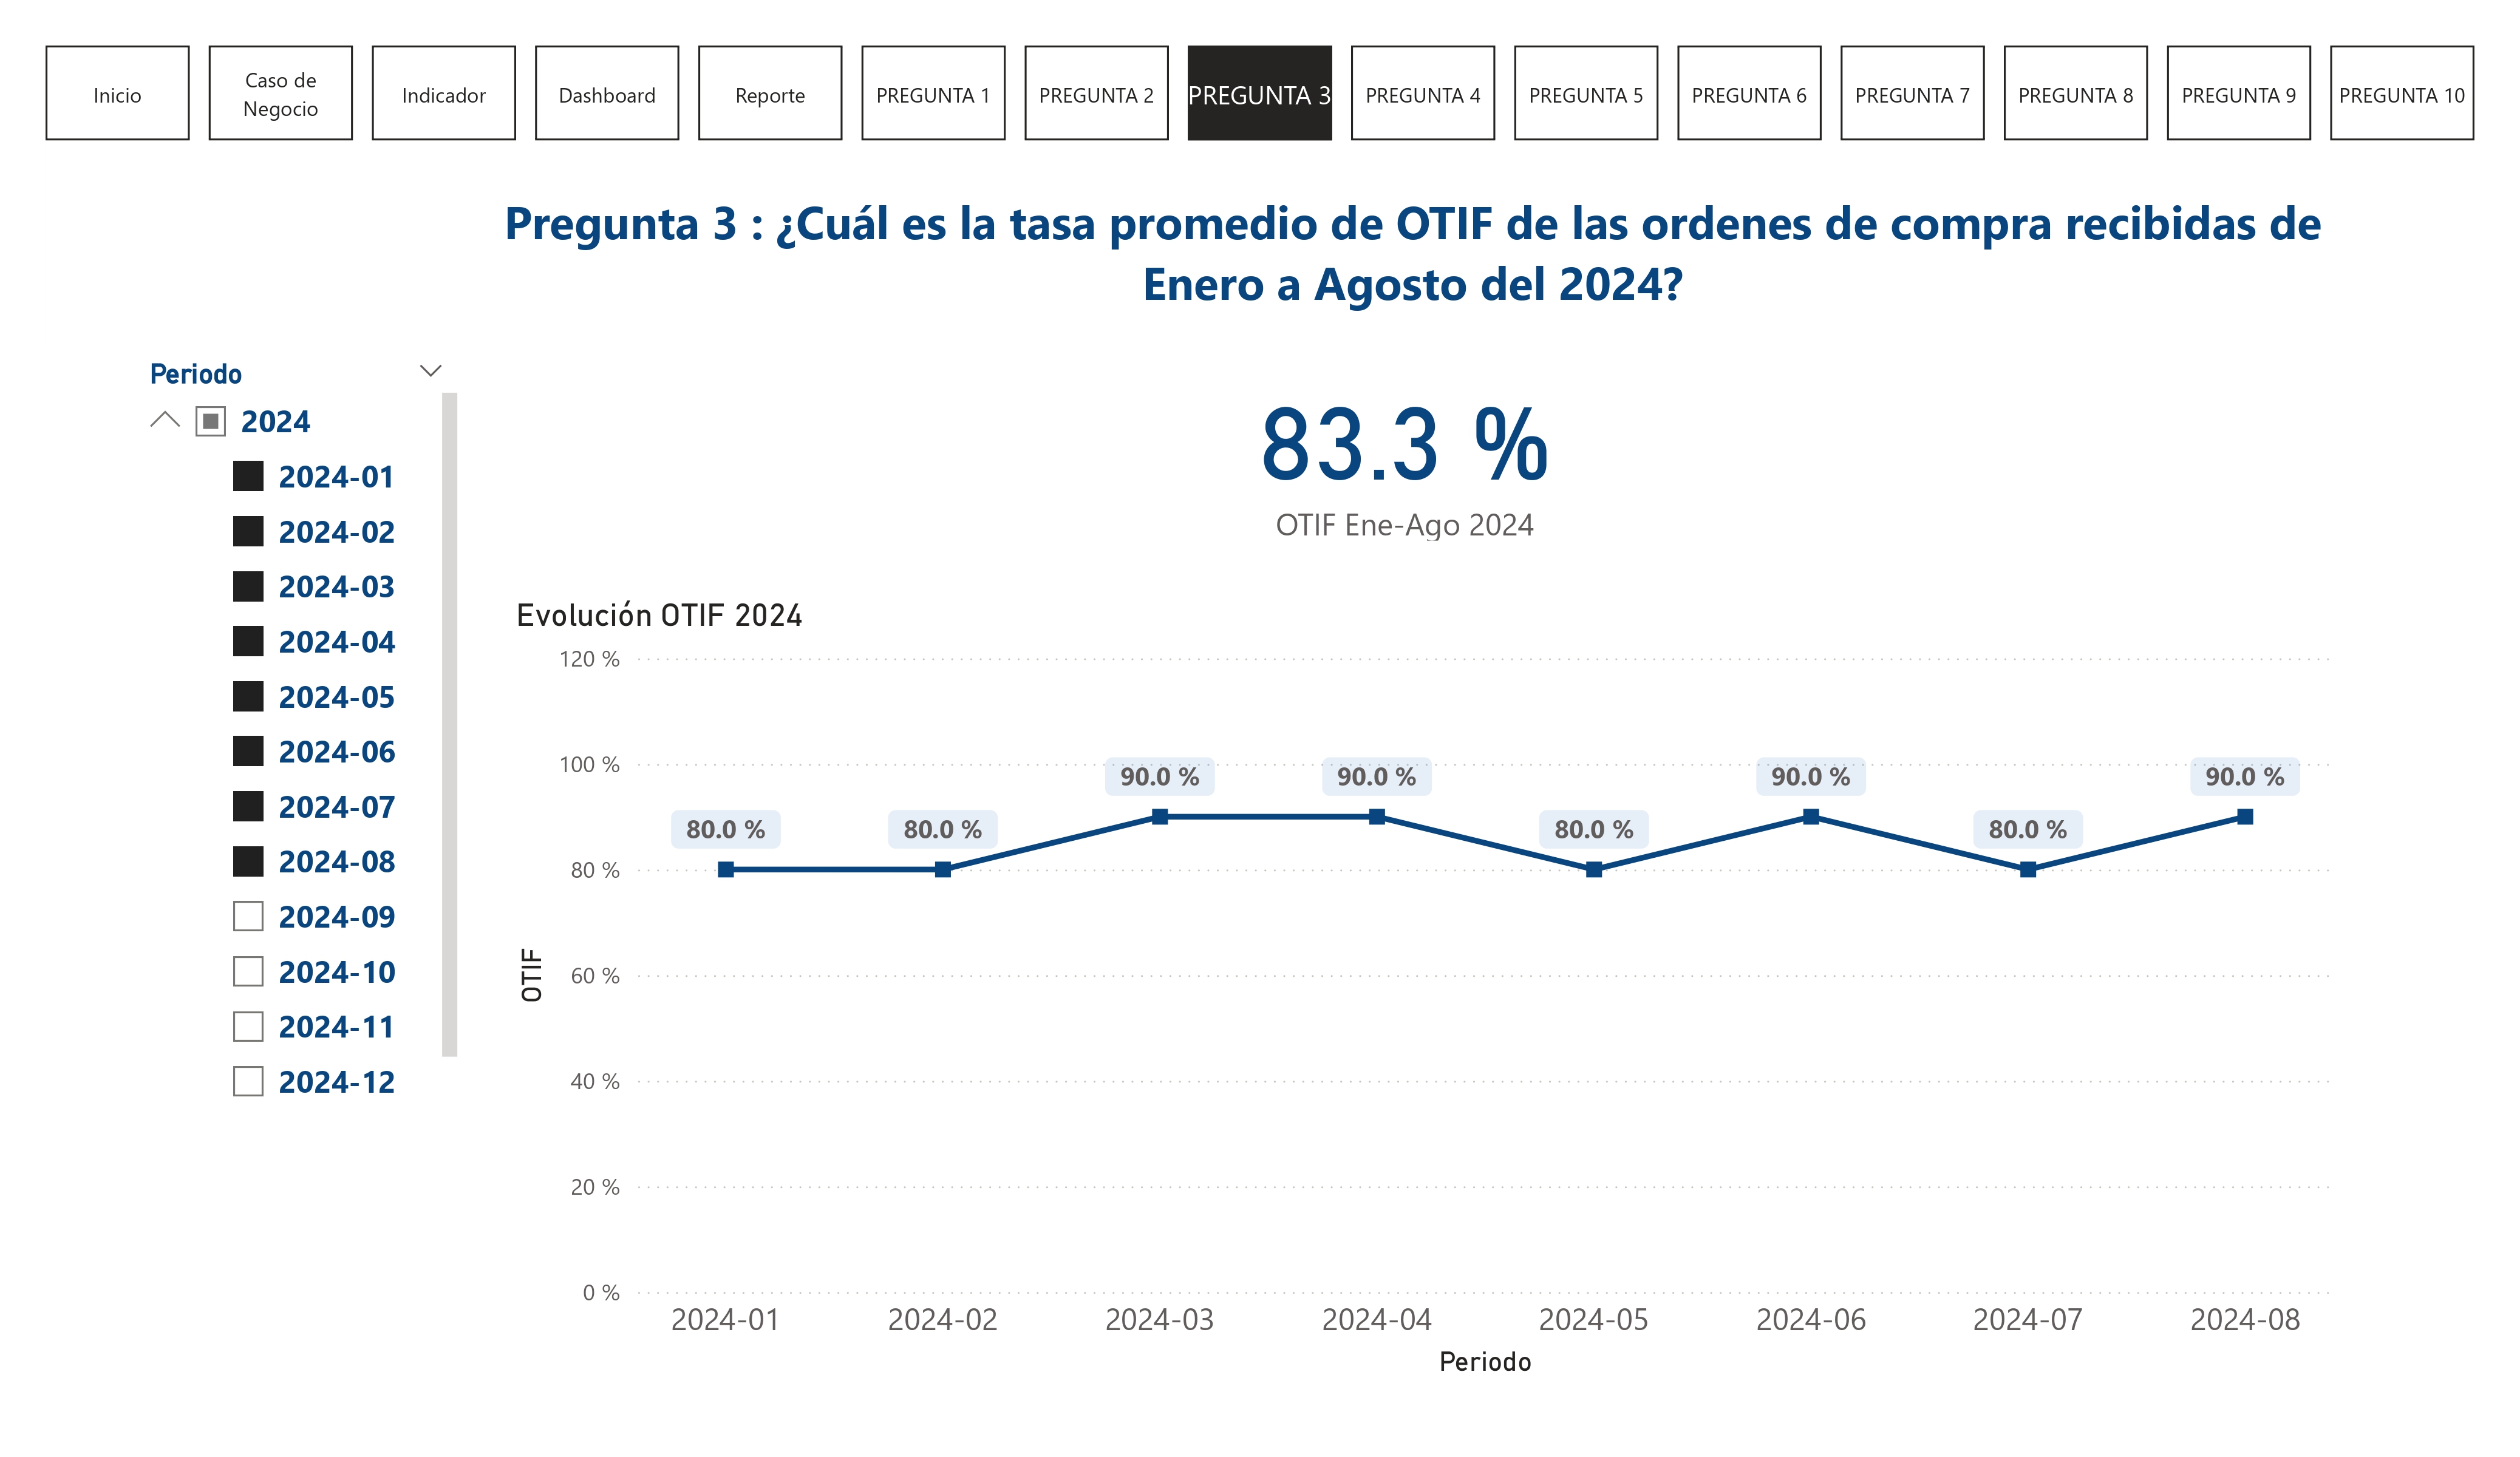 Inicio
Caso de
Negocio
Indicador
Dashboard
Reporte
PREGUNTA 1
PREGUNTA 2
PREGUNTA 3
PREGUNTA 4
PREGUNTA 5
PREGUNTA 6
PREGUNTA 7
PREGUNTA 8
PREGUNTA 9
PREGUNTA 10
Pregunta 3 : ¿Cuál es la tasa promedio de OTIF de las ordenes de compra recibidas de
Enero a Agosto del 2024?
Periodo
2024
2024-01
2024-02
2024-03
2024-04
2024-05
2024-06
2024-07
2024-08
2024-09
2024-10
2024-11
2024-12
83.3 %
OTIF Ene-Ago 2024
Evolución OTIF 2024
OTIF
120 %
100 %
80 %
60 %
40 %
20 %
0 %
80.0 %
80.0 %
90.0 %
90.0 %
80.0 %
90.0 %
80.0 %
90.0 %
2024-01
2024-02
2024-03
2024-04
2024-05
2024-06
2024-07
2024-08
Periodo